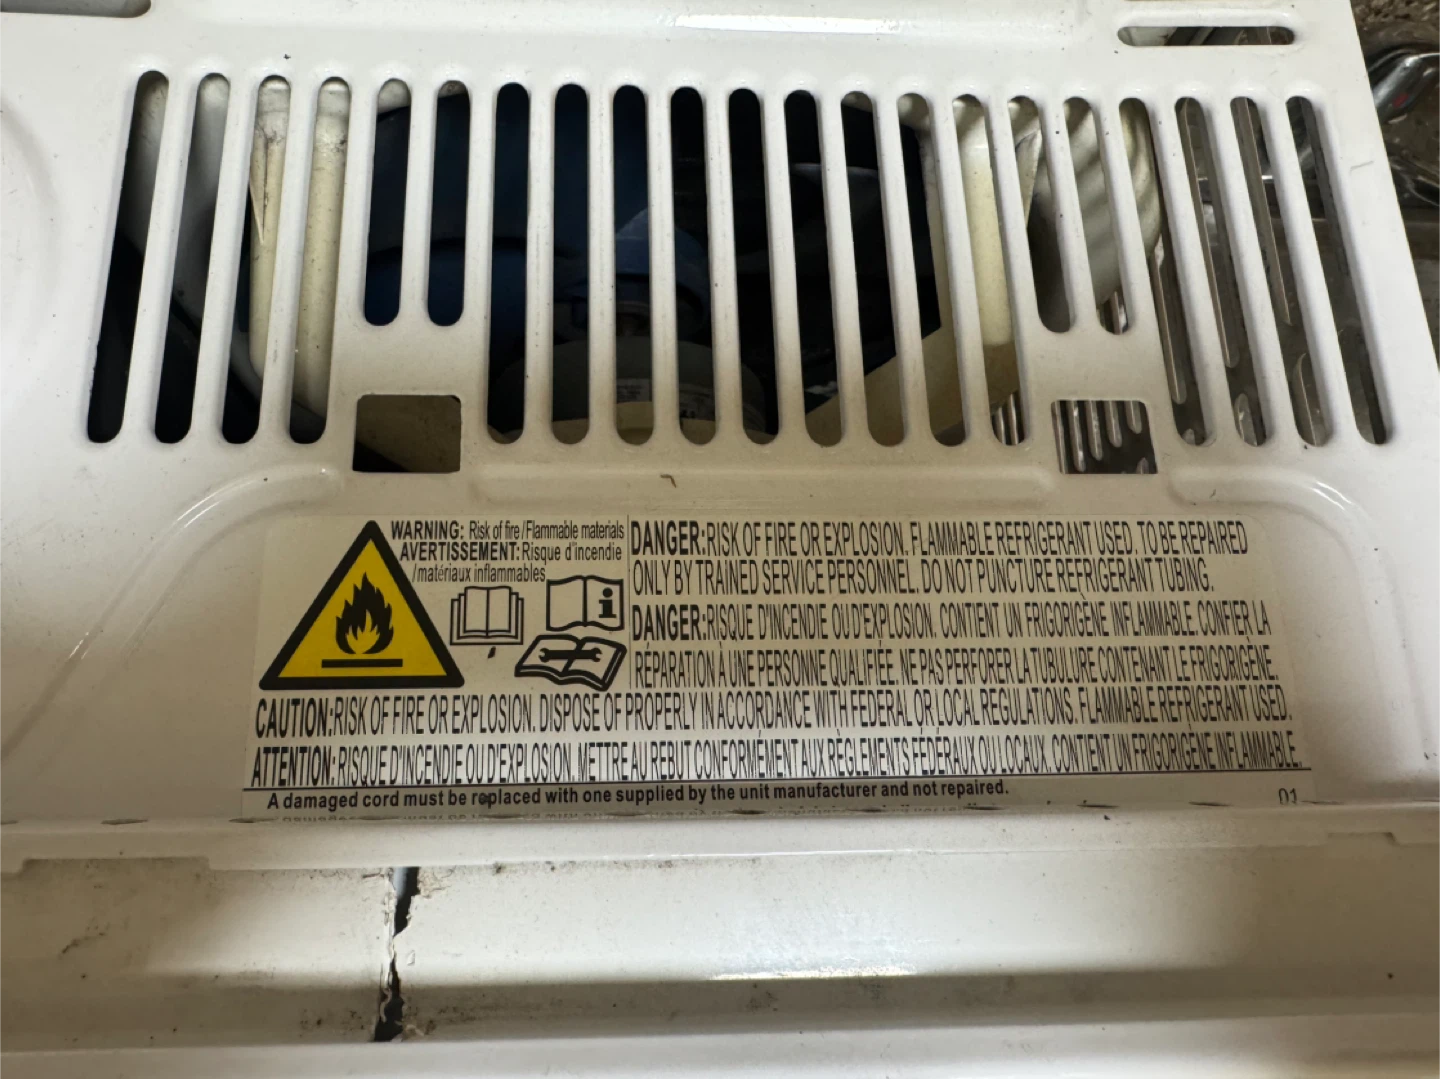 WARNING: Risk of fire/Flammable materials
AVERTISSEMENT: Risque d'incendie
/matériaux inflammables
DANGER:RISK OF FIRE OR EXPLOSION. FLAMMABLE REFRIGERANT USED. TO BE REPAIRED
ONLY BY TRAINED SERVICE PERSONNEL. DO NOT PUNCTURE REFRIGERANT TUBING.
DANGER:RISQUE D'INCENDIE OU D'EXPLOSION. CONTIENT UN FRIGORIGÈNE INFLAMMABLE. CONFIER LA
RÉPARATION À UNE PERSONNE QUALIFIÉE. NE PAS PERFORER LA TUBULURE CONTENANT LE FRIGORIGÈNE.
CAUTION:RISK OF FIRE OR EXPLOSION. DISPOSE OF PROPERLY IN ACCORDANCE WITH FEDERAL OR LOCAL REGULATIONS. FLAMMABLE REFRIGERANT USED.
ATTENTION:RISQUE D'INCENDIE OU D'EXPLOSION. METTRE AU REBUT CONFORMÉMENT AUX RÈGLEMENTS FÉDÉRAUX OU LOCAUX. CONTIENT UN FRIGORIGÈNE INFLAMMABLE.
A damaged cord must be replaced with one supplied by the unit manufacturer and not repaired.
01